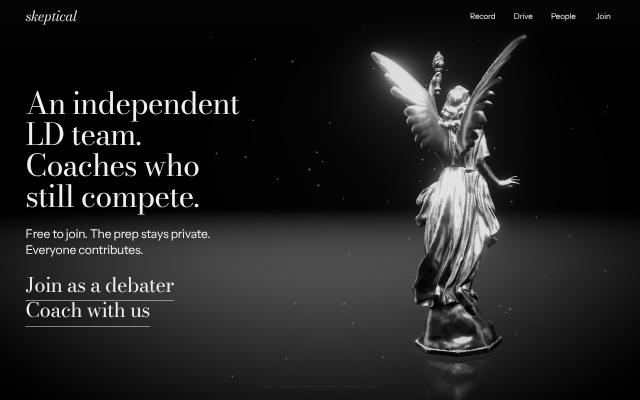 skeptical
Record
Drive
People
Join
An independent
LD team.
Coaches who
still compete.
Free to join. The prep stays private.
Everyone contributes.
Join as a debater
Coach with us